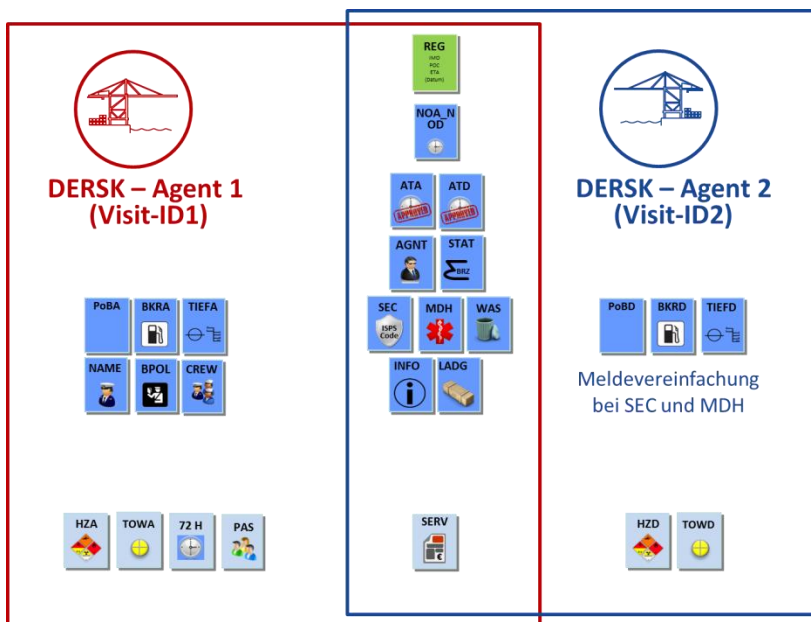 REG
IMO
POC
ETA
(Datum)
NOA_N
OD
DERSK – Agent 1
(Visit-ID1)
DERSK – Agent 2
(Visit-ID2)
ATA
ATD
APPROVED
APPROVED
AGNT
STAT
BRZ
PoBA
BKRA
TIEFA
SEC
MDH
WAS
ISPS
Code
PoBD
BKRD
TIEFD
NAME
BPOL
CREW
INFO
LADG
Meldevereinfachung
bei SEC und MDH
HZA
TOWA
72 H
PAS
SERV
€
HZD
TOWD